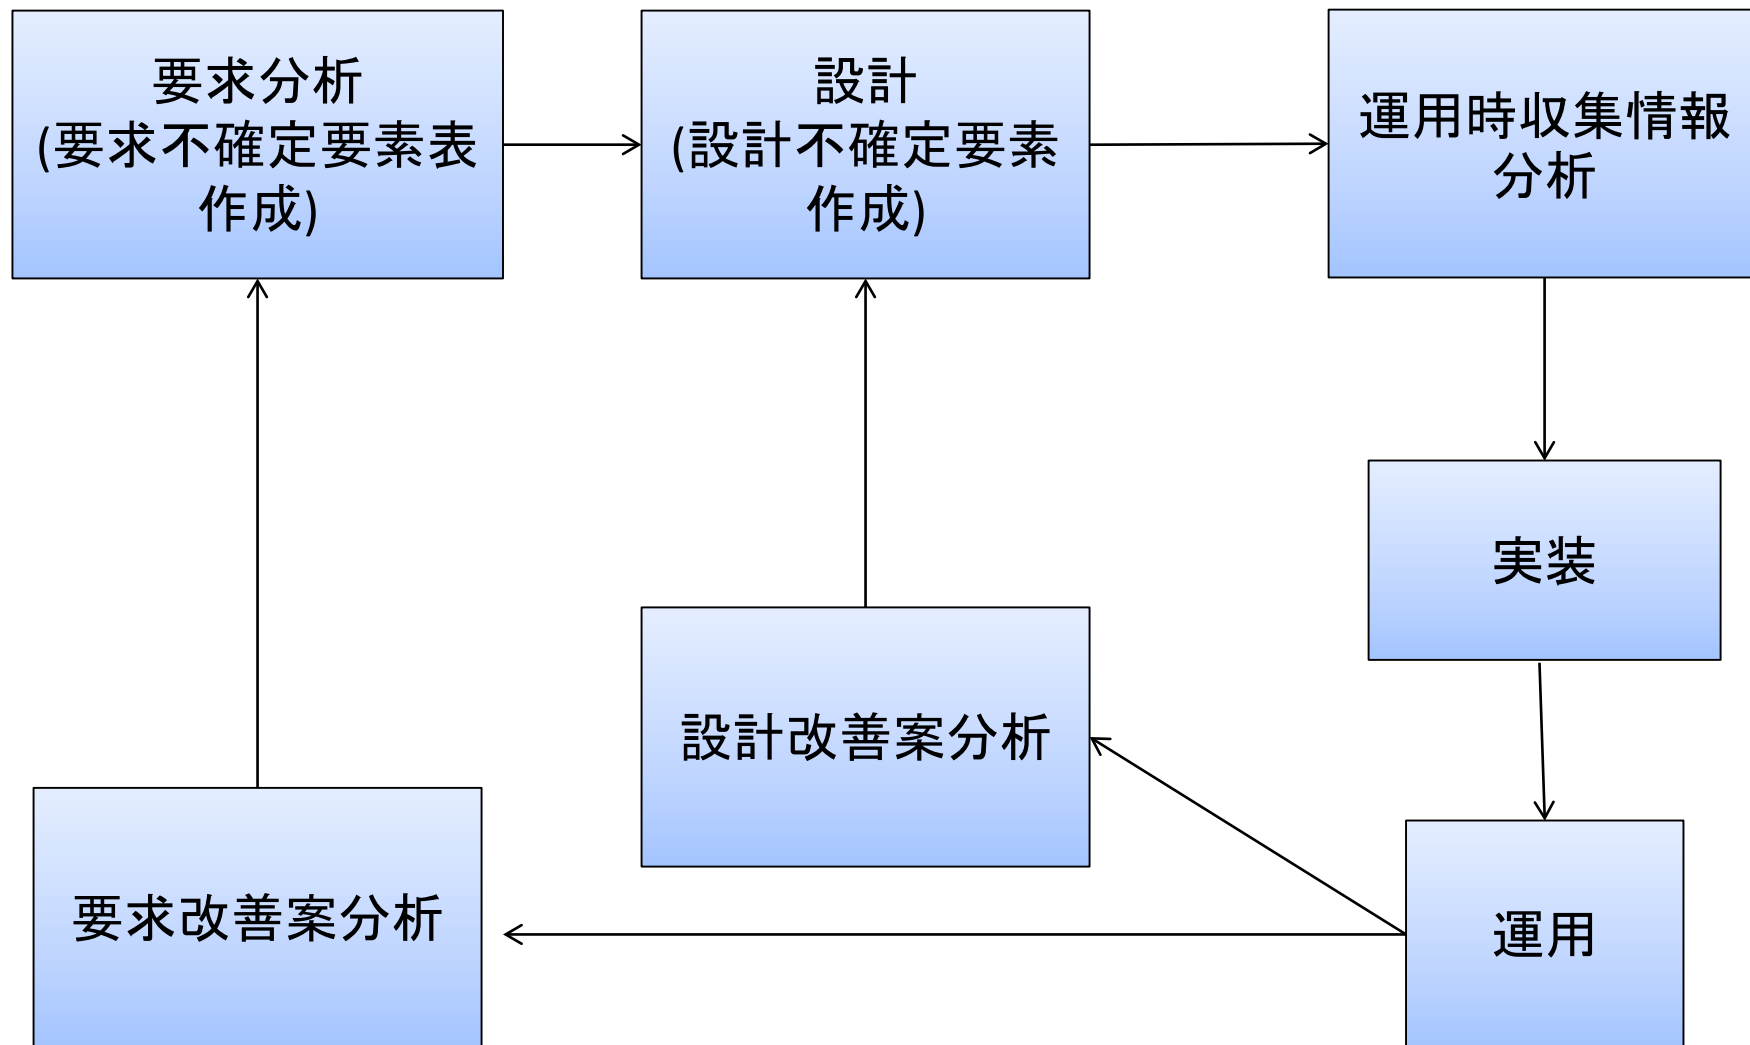 要求分析
(要求不確定要素表
作成)
設計
(設計不確定要素
作成)
運用時収集情報
分析
実装
設計改善案分析
要求改善案分析
運用